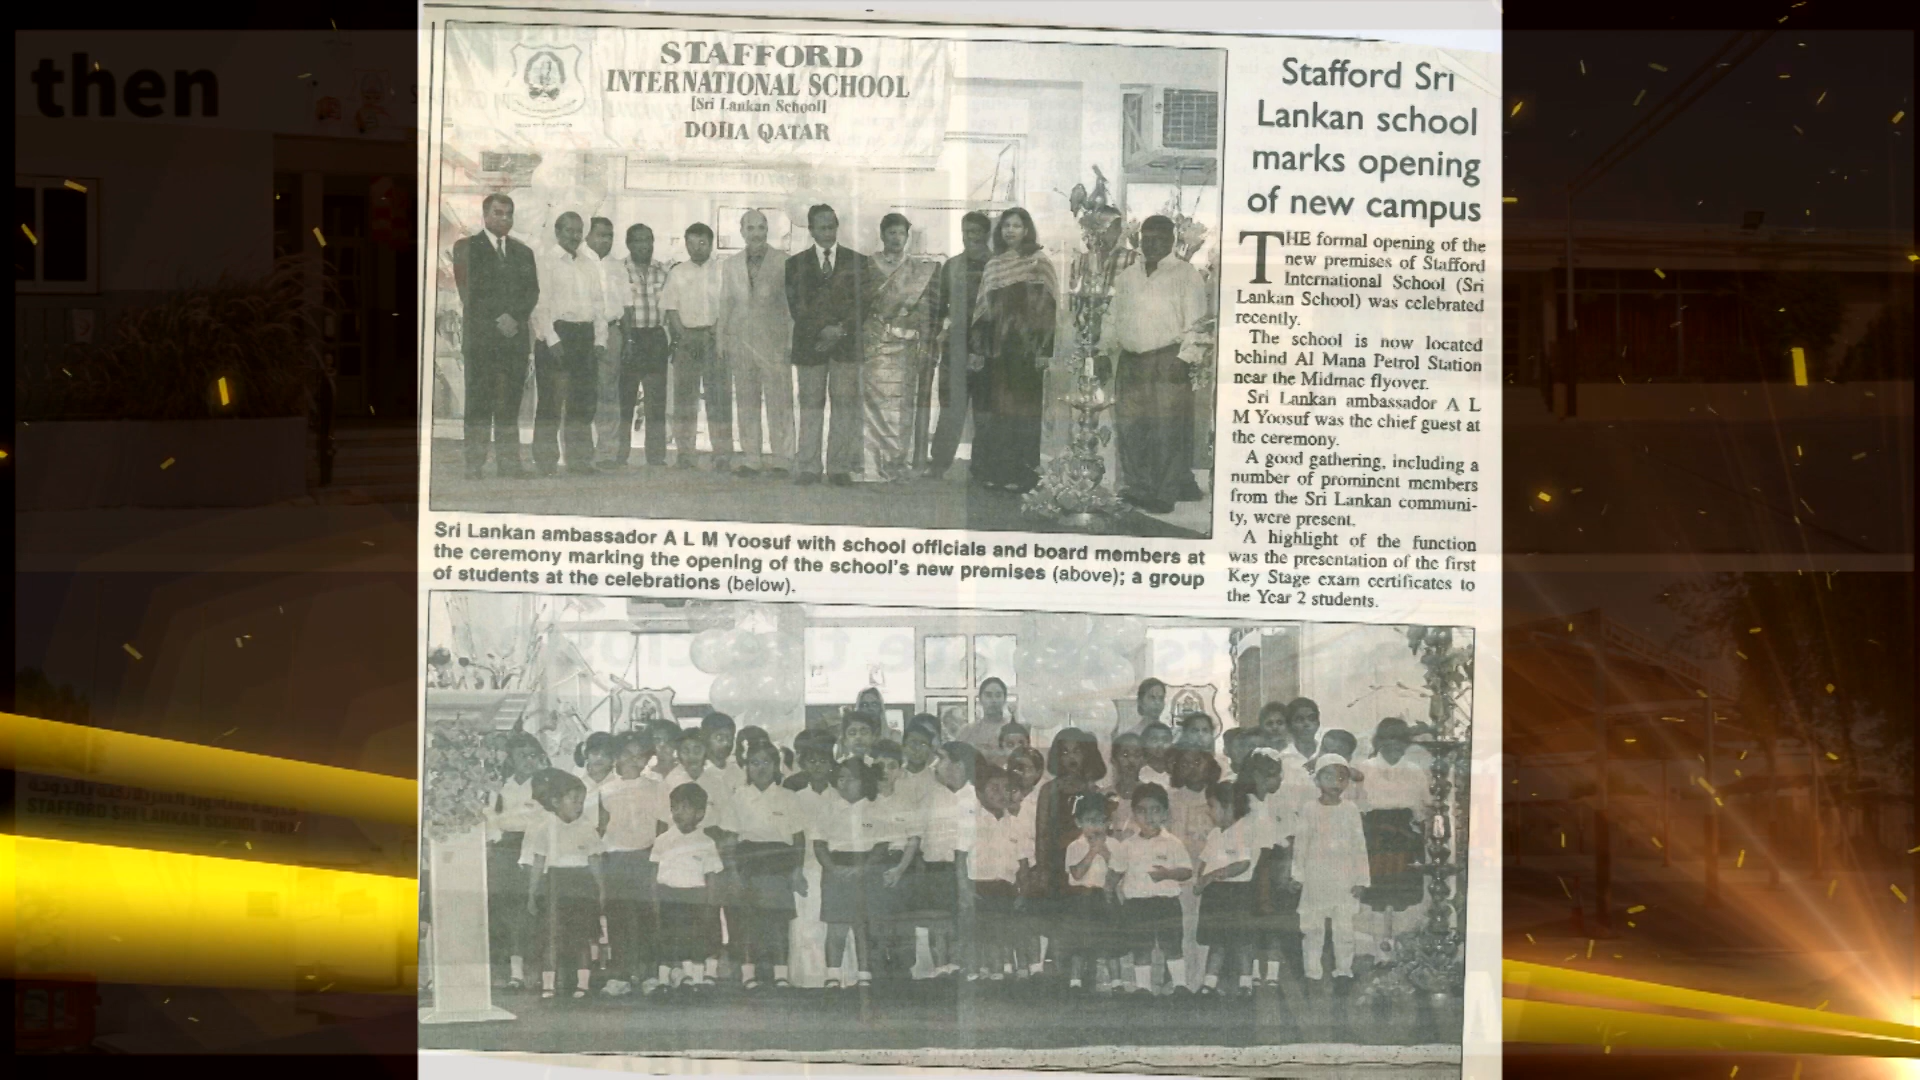 then
STAFFORD
INTERNATIONAL SCHOOL
[Sri Lankan School]
DOHA QATAR
Stafford Sri
Lankan school
marks opening
of new campus
THE formal opening of the
new premises of Stafford
International School (Sri
Lankan School) was celebrated
recently.
The school is now located
behind Al Mana Petrol Station
near the Midmac flyover.
Sri Lankan ambassador A L
M Yoosuf was the chief guest at
the ceremony.
A good gathering, including a
number of prominent members
from the Sri Lankan communi-
ty, were present.
A highlight of the function
was the presentation of the first
Key Stage exam certificates to
the Year 2 students.
Sri Lankan ambassador A L M Yoosuf with school officials and board members at
the ceremony marking the opening of the school's new premises (above); a group
of students at the celebrations (below).
STAFFORD SRI LANKAN SCHOOL DOHA